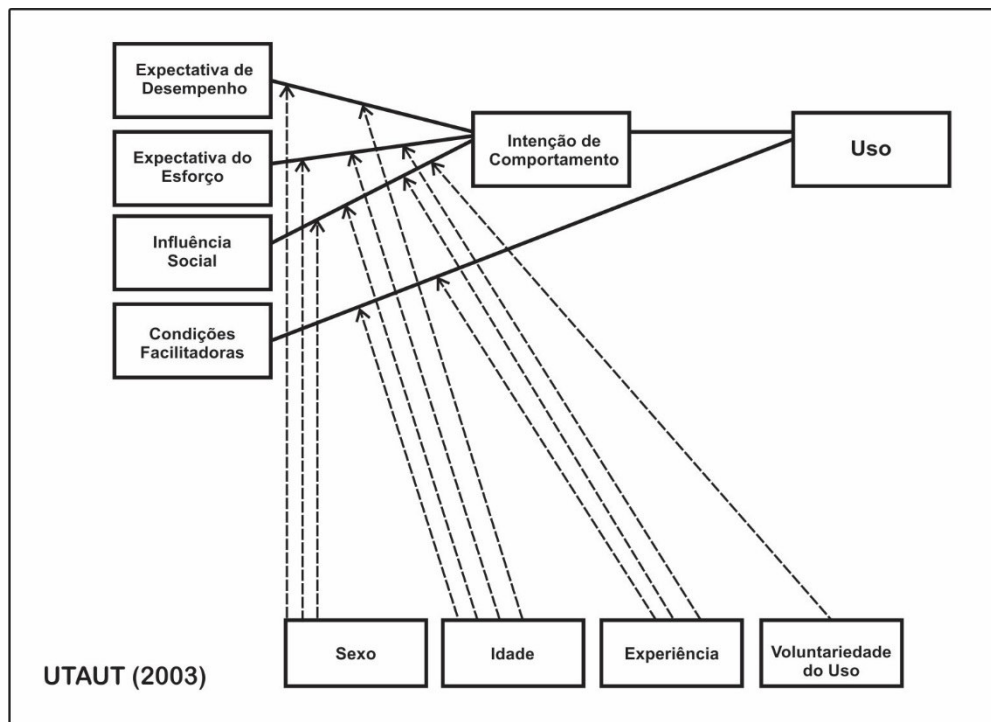 Expectativa de
Desempenho
Expectativa do
Esforço
Influência
Social
Condições
Facilitadoras
Intenção de
Comportamento
Uso
Sexo
Idade
Experiência
Voluntariedade
do Uso
UTAUT (2003)